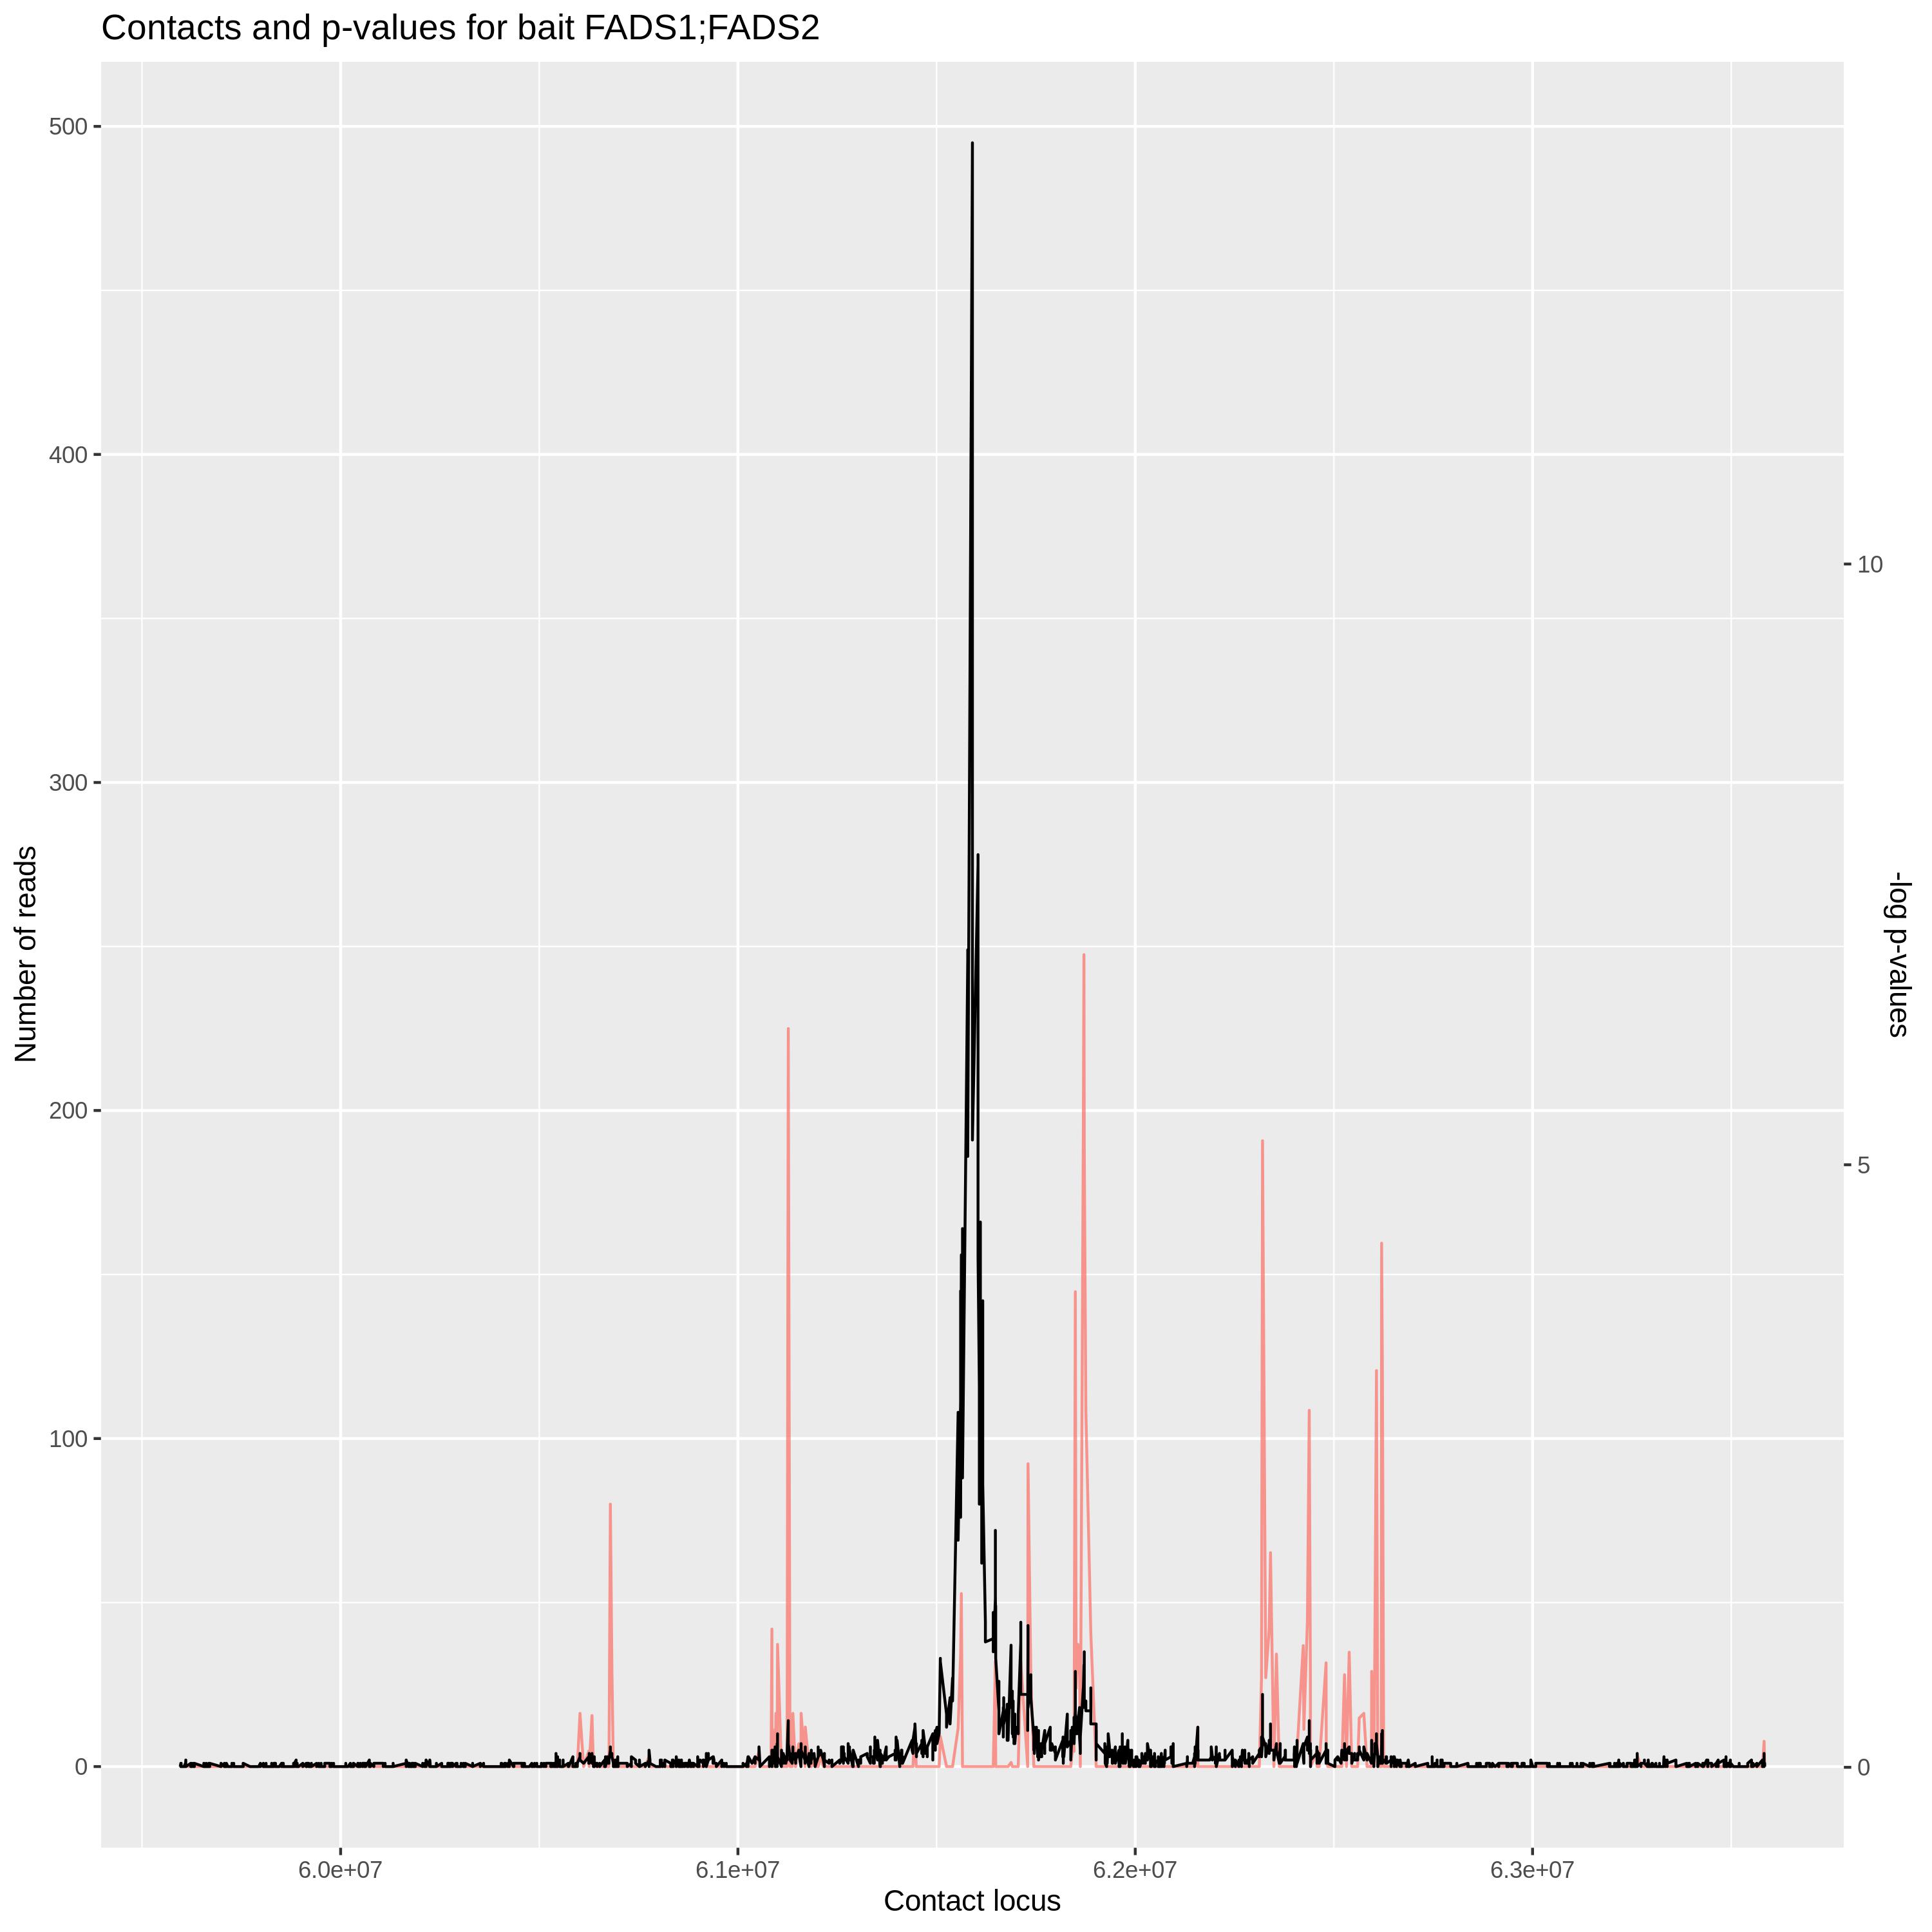 Contacts and p-values for bait FADS1;FADS2
500
400
300
200
100
0
Number of reads
10
5
0
-log p-values
6.0e+07
6.1e+07
6.2e+07
6.3e+07
Contact locus